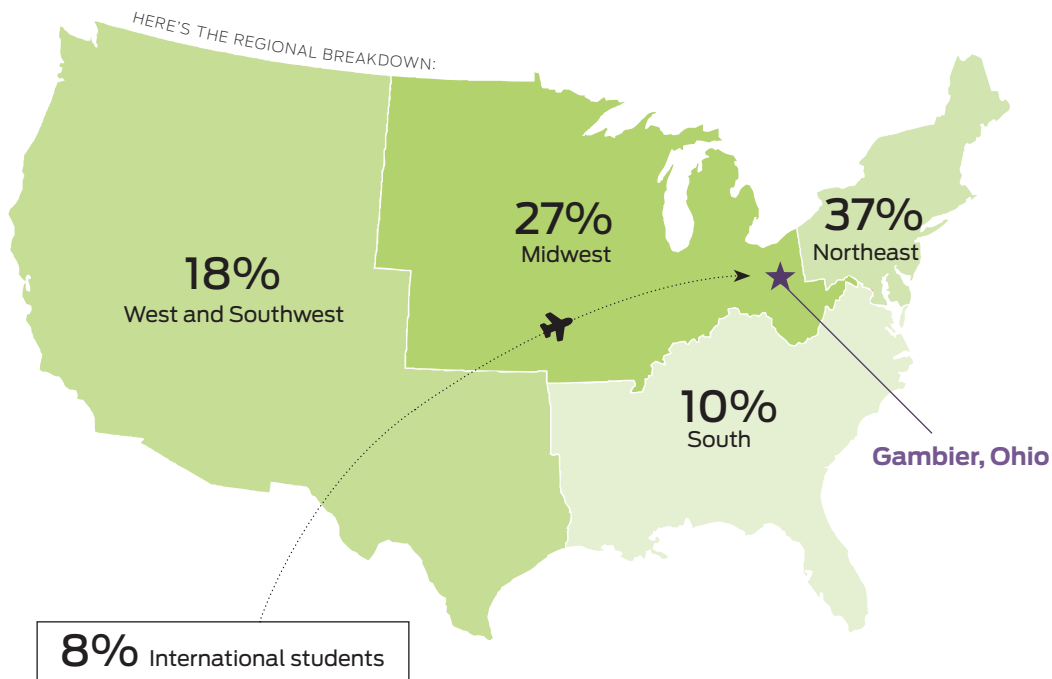 HERE'S THE REGIONAL BREAKDOWN:
27%
Midwest
37%
Northeast
18%
West and Southwest
10%
South
Gambier, Ohio
8% International students